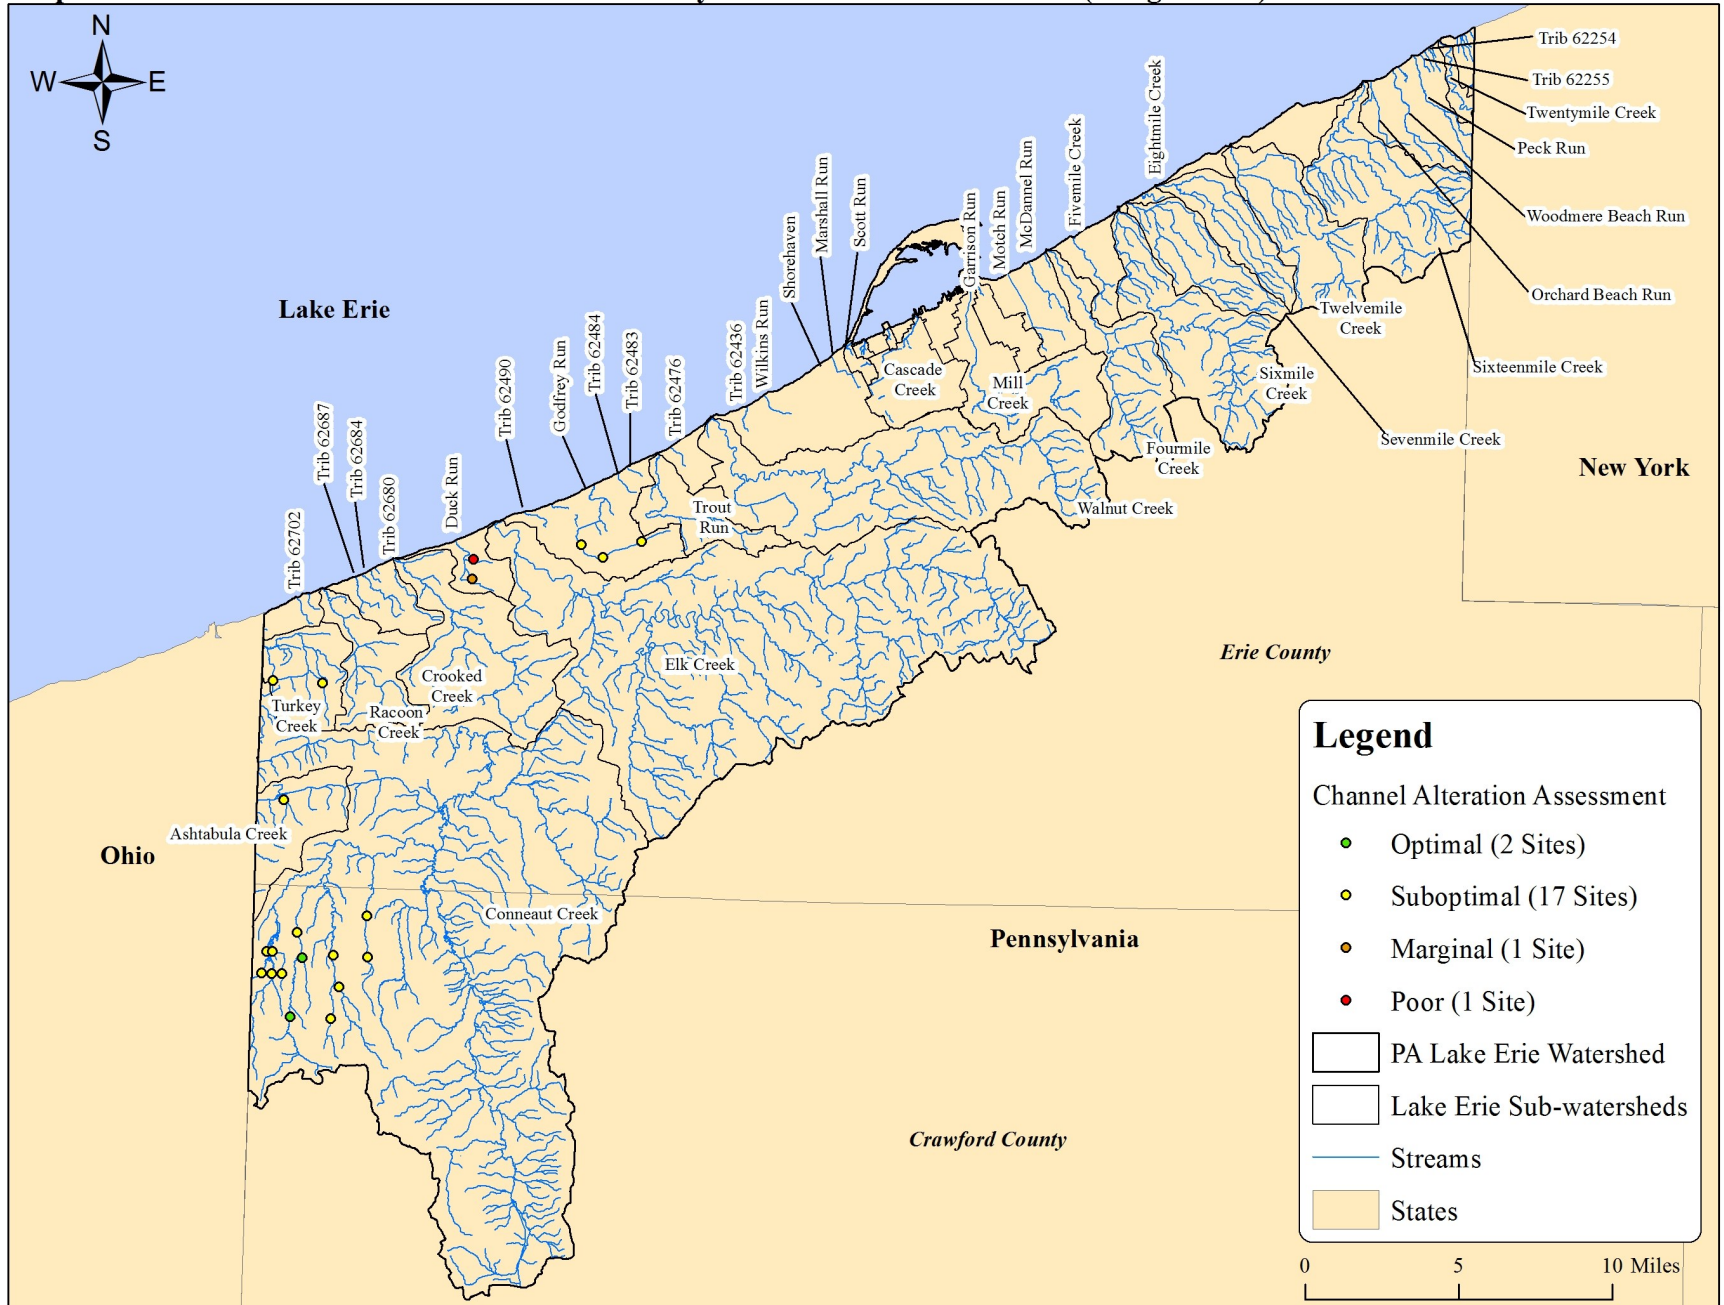 N
W E
S
Trib 62254
Trib 62255
Twentymile Creek
Peck Run
Woodmere Beach Run
Orchard Beach Run
Sixteenmile Creek
Sevenmile Creek
Eightmile Creek
Fivemile Creek
McDannel Run
Motch Run
Garrison Run
Scott Run
Marshall Run
Shorehaven
Wilkins Run
Trib 62436
Trib 62476
Trib 62483
Trib 62484
Godfrey Run
Trib 62490
Duck Run
Trib 62680
Trib 62684
Trib 62687
Trib 62702
Lake Erie
Twelvemile
Creek
Sixmile
Creek
Cascade
Creek
Mill
Creek
Fourmile
Creek
Walnut Creek
Trout
Run
New York
Elk Creek
Erie County
Crooked
Creek
Turkey
Creek
Racoon
Creek
Ashtabula Creek
Ohio
Conneaut Creek
Pennsylvania
Crawford County
Legend
Channel Alteration Assessment
Optimal (2 Sites)
Suboptimal (17 Sites)
Marginal (1 Site)
Poor (1 Site)
PA Lake Erie Watershed
Lake Erie Sub-watersheds
Streams
States
0 5 10 Miles